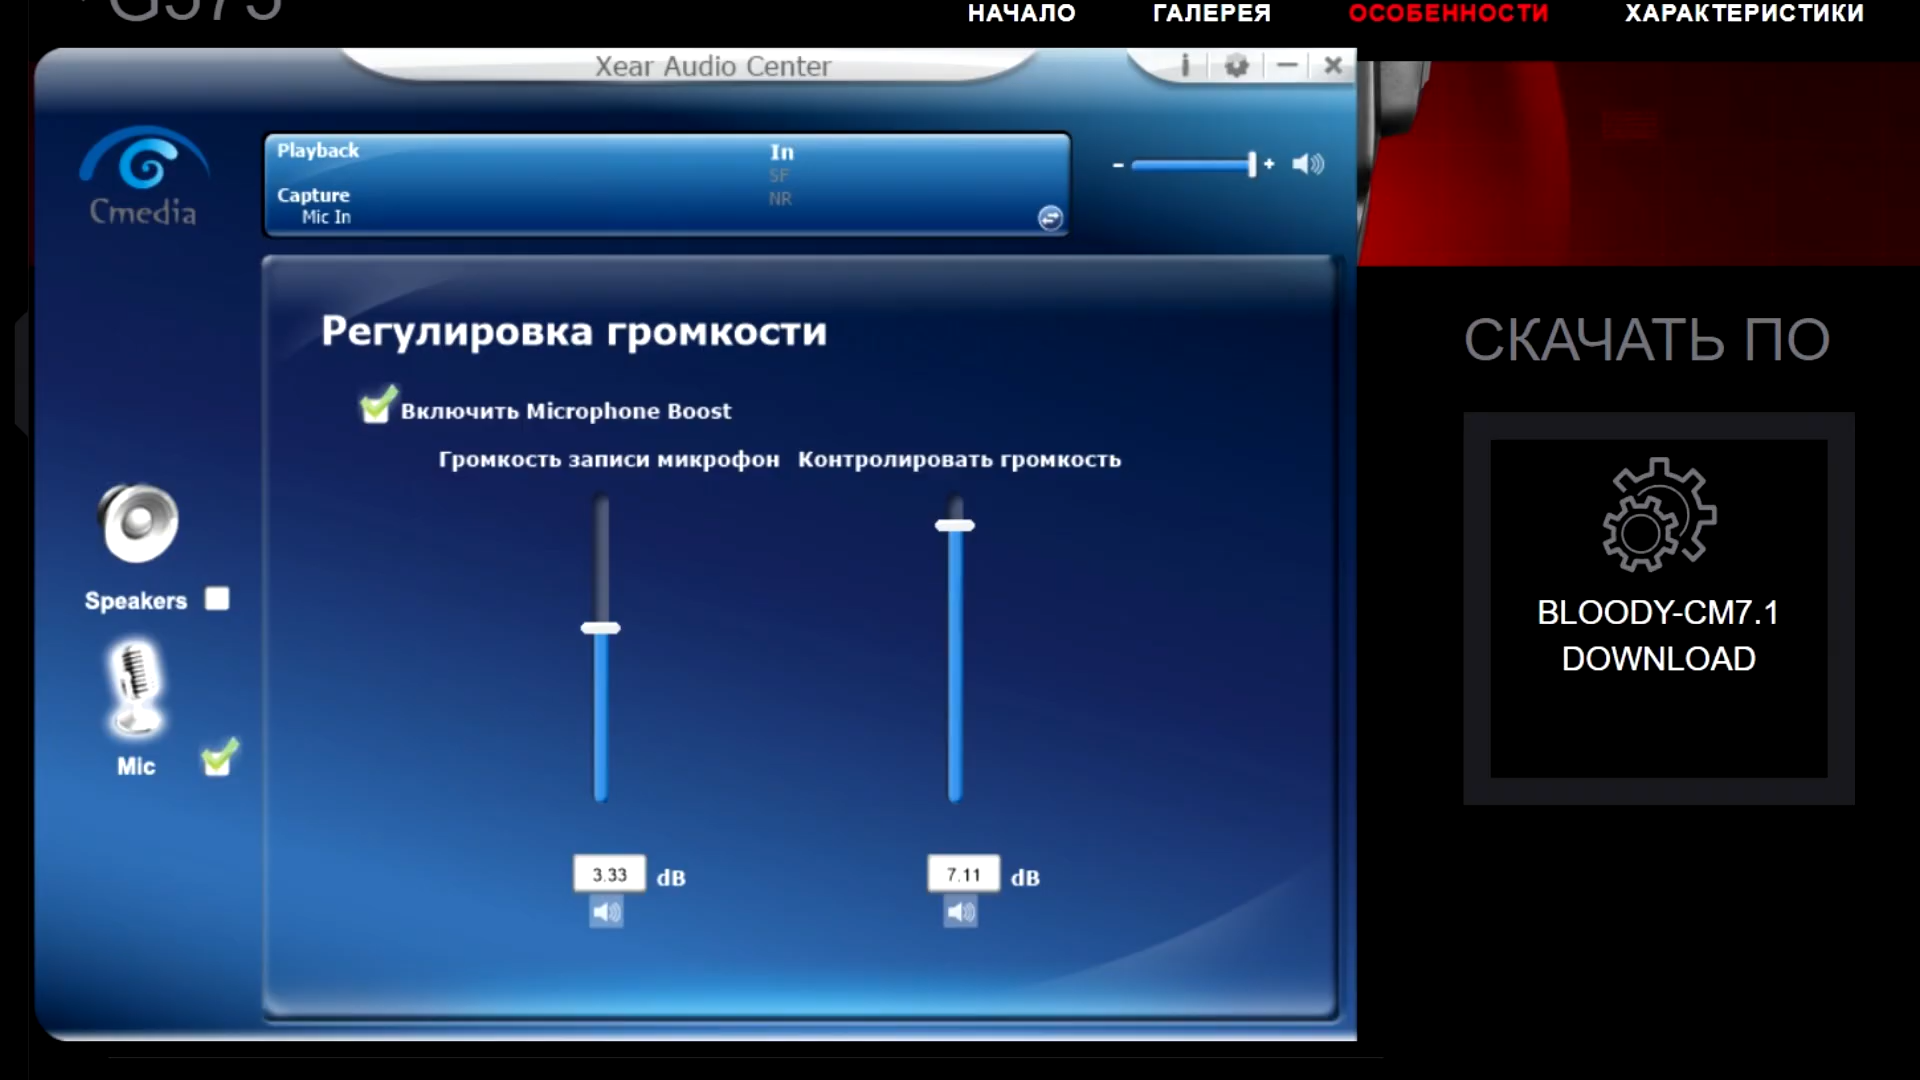 G575
НАЧАЛО
ГАЛЕРЕЯ
ОСОБЕННОСТИ
ХАРАКТЕРИСТИКИ
Xear Audio Center
Cmedia
Playback
In
SF
NR
Capture
Mic In
- +
Регулировка громкости
Включить Microphone Boost
Громкость записи микрофон
Контролировать громкость
Speakers
Mic
3.33 dB
7.11 dB
СКАЧАТЬ ПО
BLOODY-CM7.1
DOWNLOAD